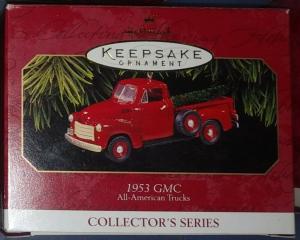 KEEPSAKE
ORNAMENT
1953 GMC
All-American Trucks
COLLECTOR'S SERIES